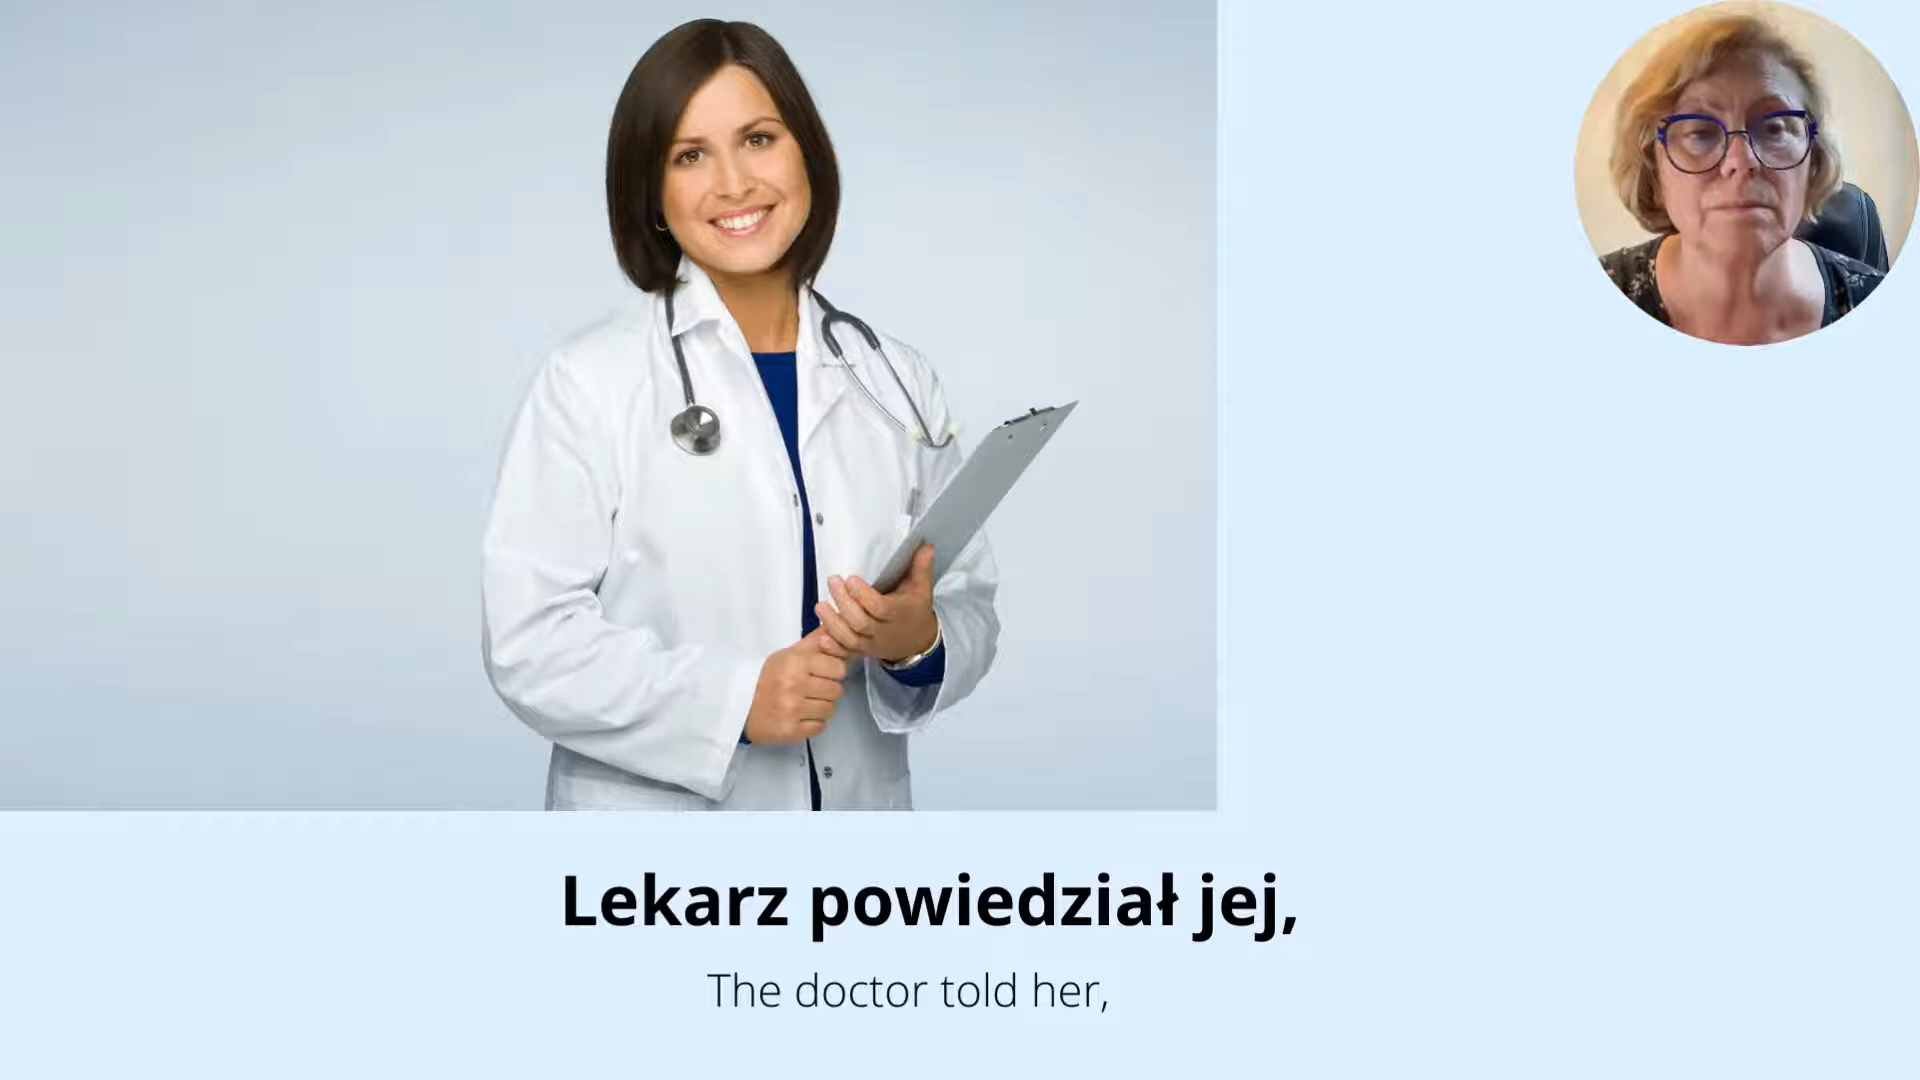 Lekarz powiedział jej,
The doctor told her,